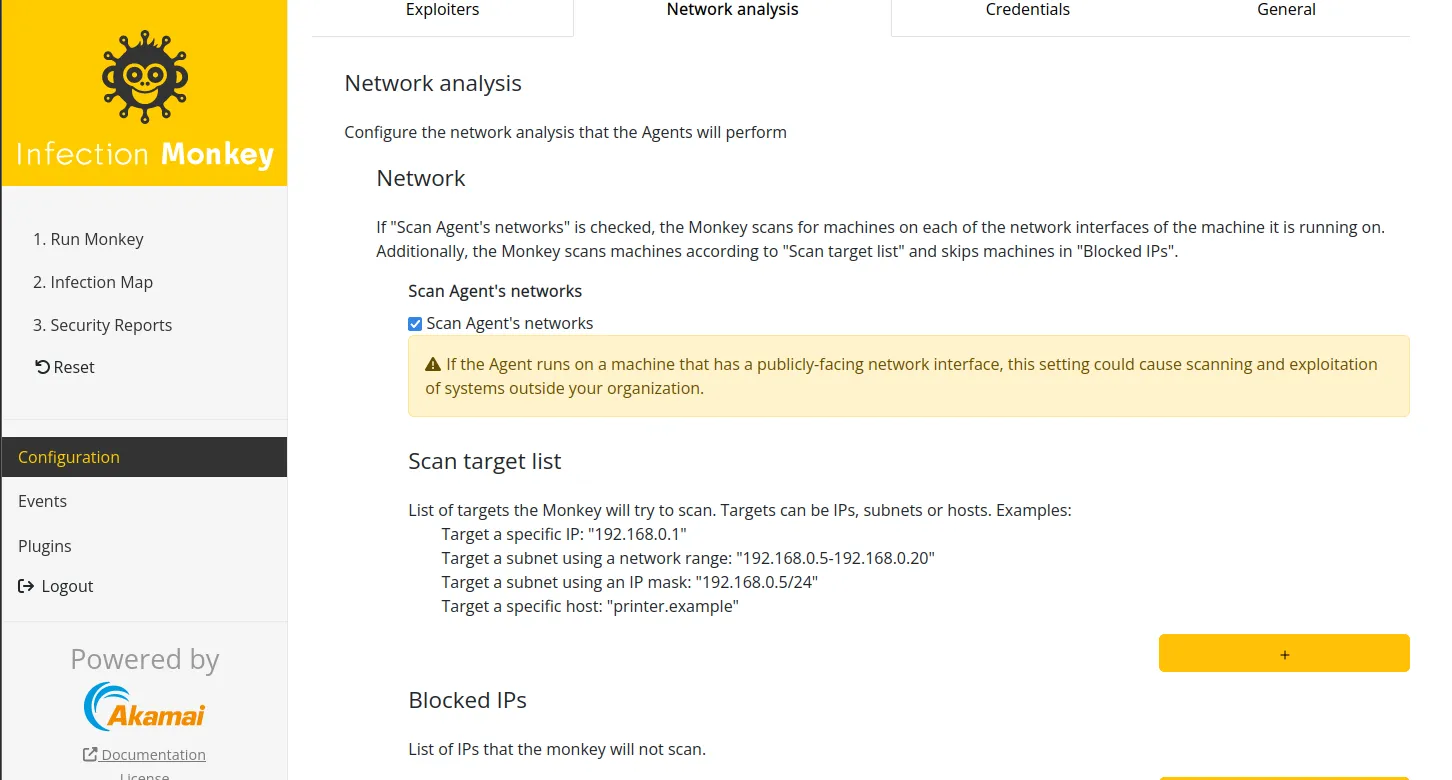 Infection Monkey
1. Run Monkey
2. Infection Map
3. Security Reports
Reset
Configuration
Events
Plugins
Logout
Powered by
Akamai
Documentation
License
Exploiters
Network analysis
Credentials
General
Network analysis
Configure the network analysis that the Agents will perform
Network
If "Scan Agent's networks" is checked, the Monkey scans for machines on each of the network interfaces of the machine it is running on.
Additionally, the Monkey scans machines according to "Scan target list" and skips machines in "Blocked IPs".
Scan Agent's networks
Scan Agent's networks
If the Agent runs on a machine that has a publicly-facing network interface, this setting could cause scanning and exploitation
of systems outside your organization.
Scan target list
List of targets the Monkey will try to scan. Targets can be IPs, subnets or hosts. Examples:
Target a specific IP: "192.168.0.1"
Target a subnet using a network range: "192.168.0.5-192.168.0.20"
Target a subnet using an IP mask: "192.168.0.5/24"
Target a specific host: "printer.example"
+
Blocked IPs
List of IPs that the monkey will not scan.